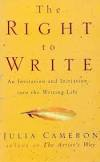 The
RIGHT to
WRITE
An Invitation and Initiation
into the Writing Life
JULIA CAMERON
author of The Artist's Way